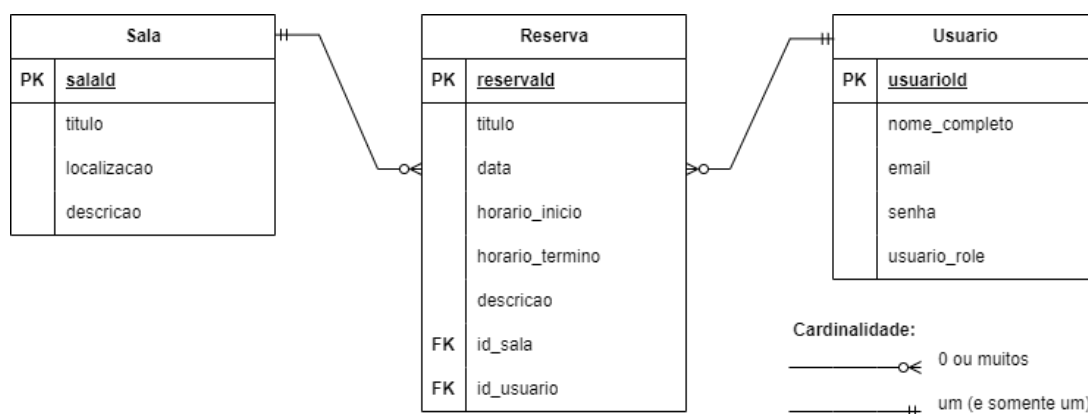 Sala
PK salaId
titulo
localizacao
descricao
Reserva
PK reservaId
titulo
data
horario_inicio
horario_termino
descricao
FK id_sala
FK id_usuario
Usuario
PK usuarioId
nome_completo
email
senha
usuario_role
Cardinalidade:
0 ou muitos
um (e somente um)